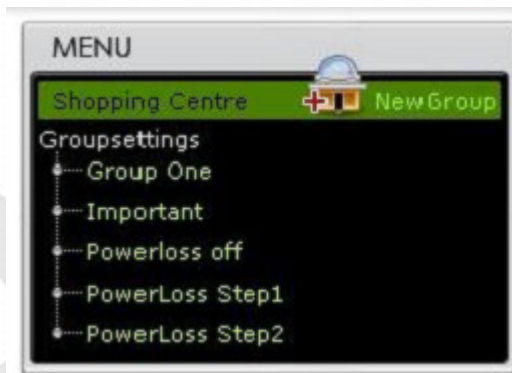 MENU
Shopping Centre NewGroup
Groupsettings
Group One
Important
Powerloss off
PowerLoss Step1
PowerLoss Step2